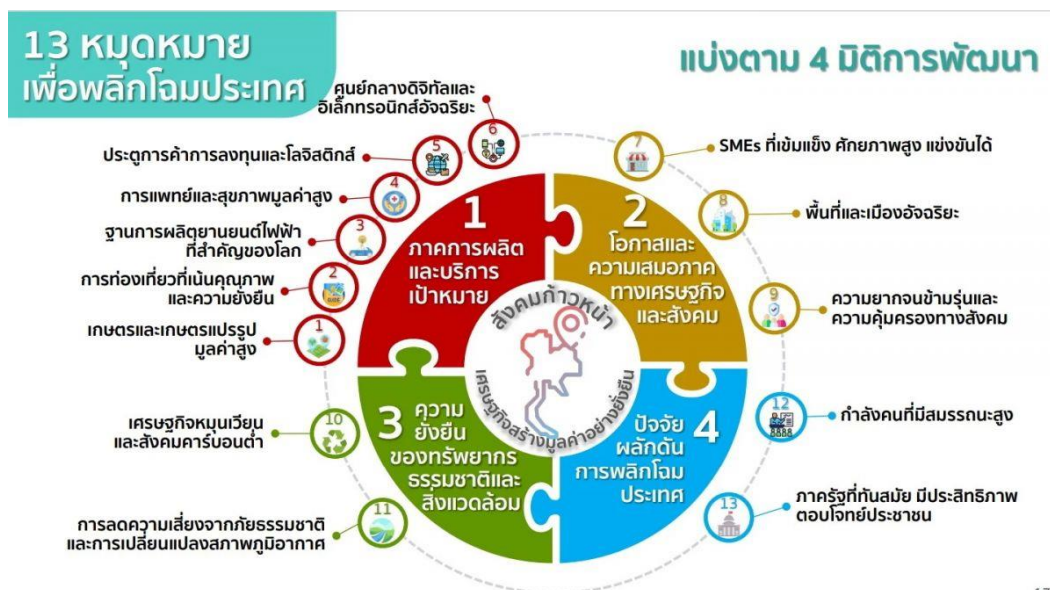 13 หมุดหมาย
เพื่อพลิกโฉมประเทศ
แบ่งตาม 4 มิติการพัฒนา
6
ศูนย์กลางดิจิทัลและ
อิเล็กทรอนิกส์อัจฉริยะ
5
ประตูการค้าการลงทุนและโลจิสติกส์
4
การแพทย์และสุขภาพมูลค่าสูง
3
ฐานการผลิตยานยนต์ไฟฟ้า
ที่สำคัญของโลก
2
การท่องเที่ยวที่เน้นคุณภาพ
และความยั่งยืน
1
เกษตรและเกษตรแปรรูป
มูลค่าสูง
1
ภาคการผลิต
และบริการ
เป้าหมาย
2
โอกาสและ
ความเสมอภาค
ทางเศรษฐกิจ
และสังคม
7
SMEs ที่เข้มแข็ง ศักยภาพสูง แข่งขันได้
8
พื้นที่และเมืองอัจฉริยะ
9
ความยากจนข้ามรุ่นและ
ความคุ้มครองทางสังคม
สังคมก้าวหน้า
เศรษฐกิจสร้างมูลค่าอย่างยั่งยืน
10
เศรษฐกิจหมุนเวียน
และสังคมคาร์บอนต่ำ
11
การลดความเสี่ยงจากภัยธรรมชาติ
และการเปลี่ยนแปลงสภาพภูมิอากาศ
3 ความ
ยั่งยืน
ของทรัพยากร
ธรรมชาติและ
สิ่งแวดล้อม
4
ปัจจัย
ผลักดัน
การพลิกโฉม
ประเทศ
12
กำลังคนที่มีสมรรถนะสูง
13
ภาครัฐที่ทันสมัย มีประสิทธิภาพ
ตอบโจทย์ประชาชน